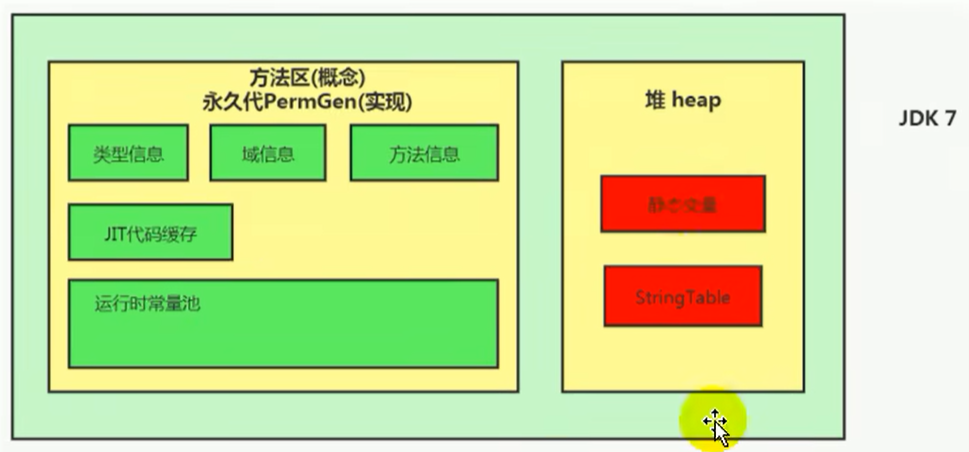 方法区(概念)
永久代PermGen(实现)
类型信息
域信息
方法信息
JIT代码缓存
运行时常量池
堆 heap
静态变量
StringTable
JDK 7